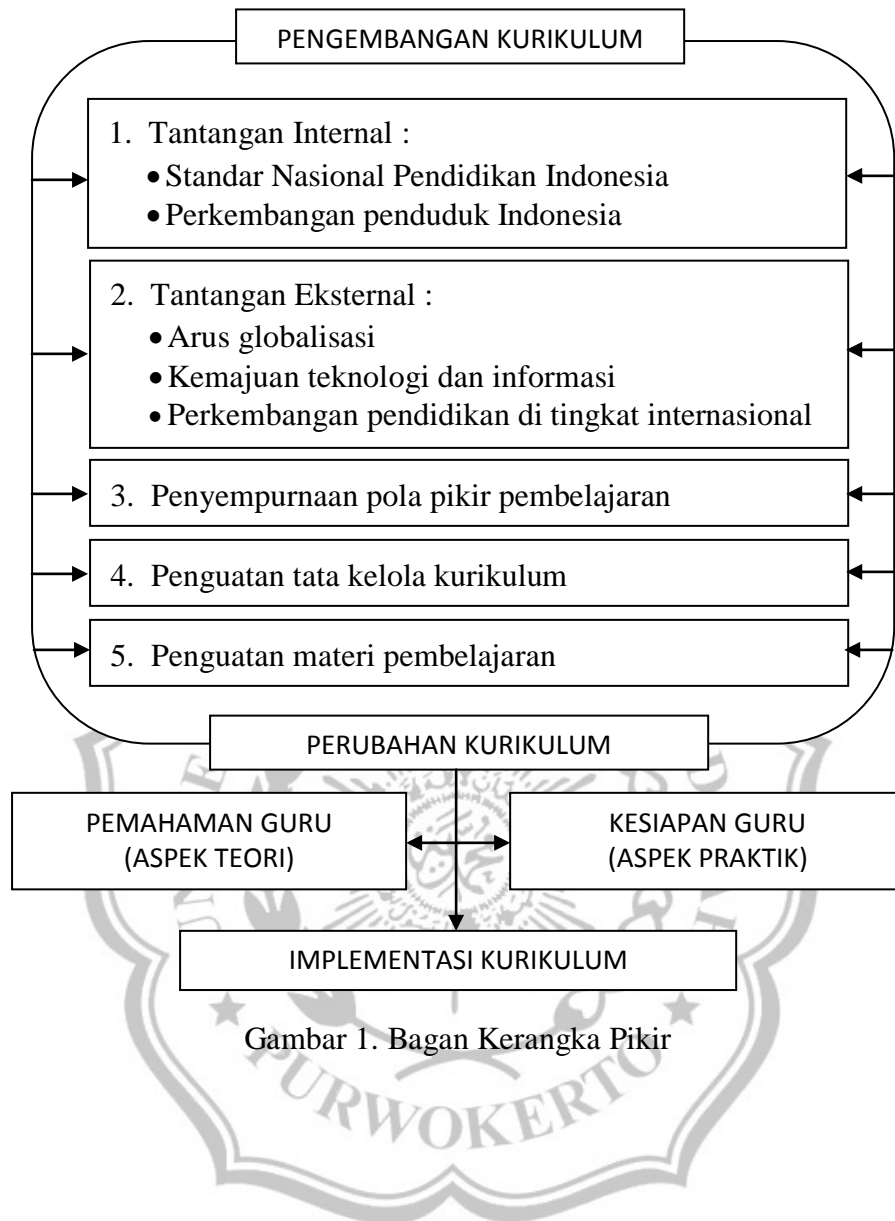 PENGEMBANGAN KURIKULUM
1. Tantangan Internal :
• Standar Nasional Pendidikan Indonesia
• Perkembangan penduduk Indonesia
2. Tantangan Eksternal :
• Arus globalisasi
• Kemajuan teknologi dan informasi
• Perkembangan pendidikan di tingkat internasional
3. Penyempurnaan pola pikir pembelajaran
4. Penguatan tata kelola kurikulum
5. Penguatan materi pembelajaran
PERUBAHAN KURIKULUM
PEMAHAMAN GURU
(ASPEK TEORI)
KESIAPAN GURU
(ASPEK PRAKTIK)
IMPLEMENTASI KURIKULUM
Gambar 1. Bagan Kerangka Pikir
PURWOKERTO